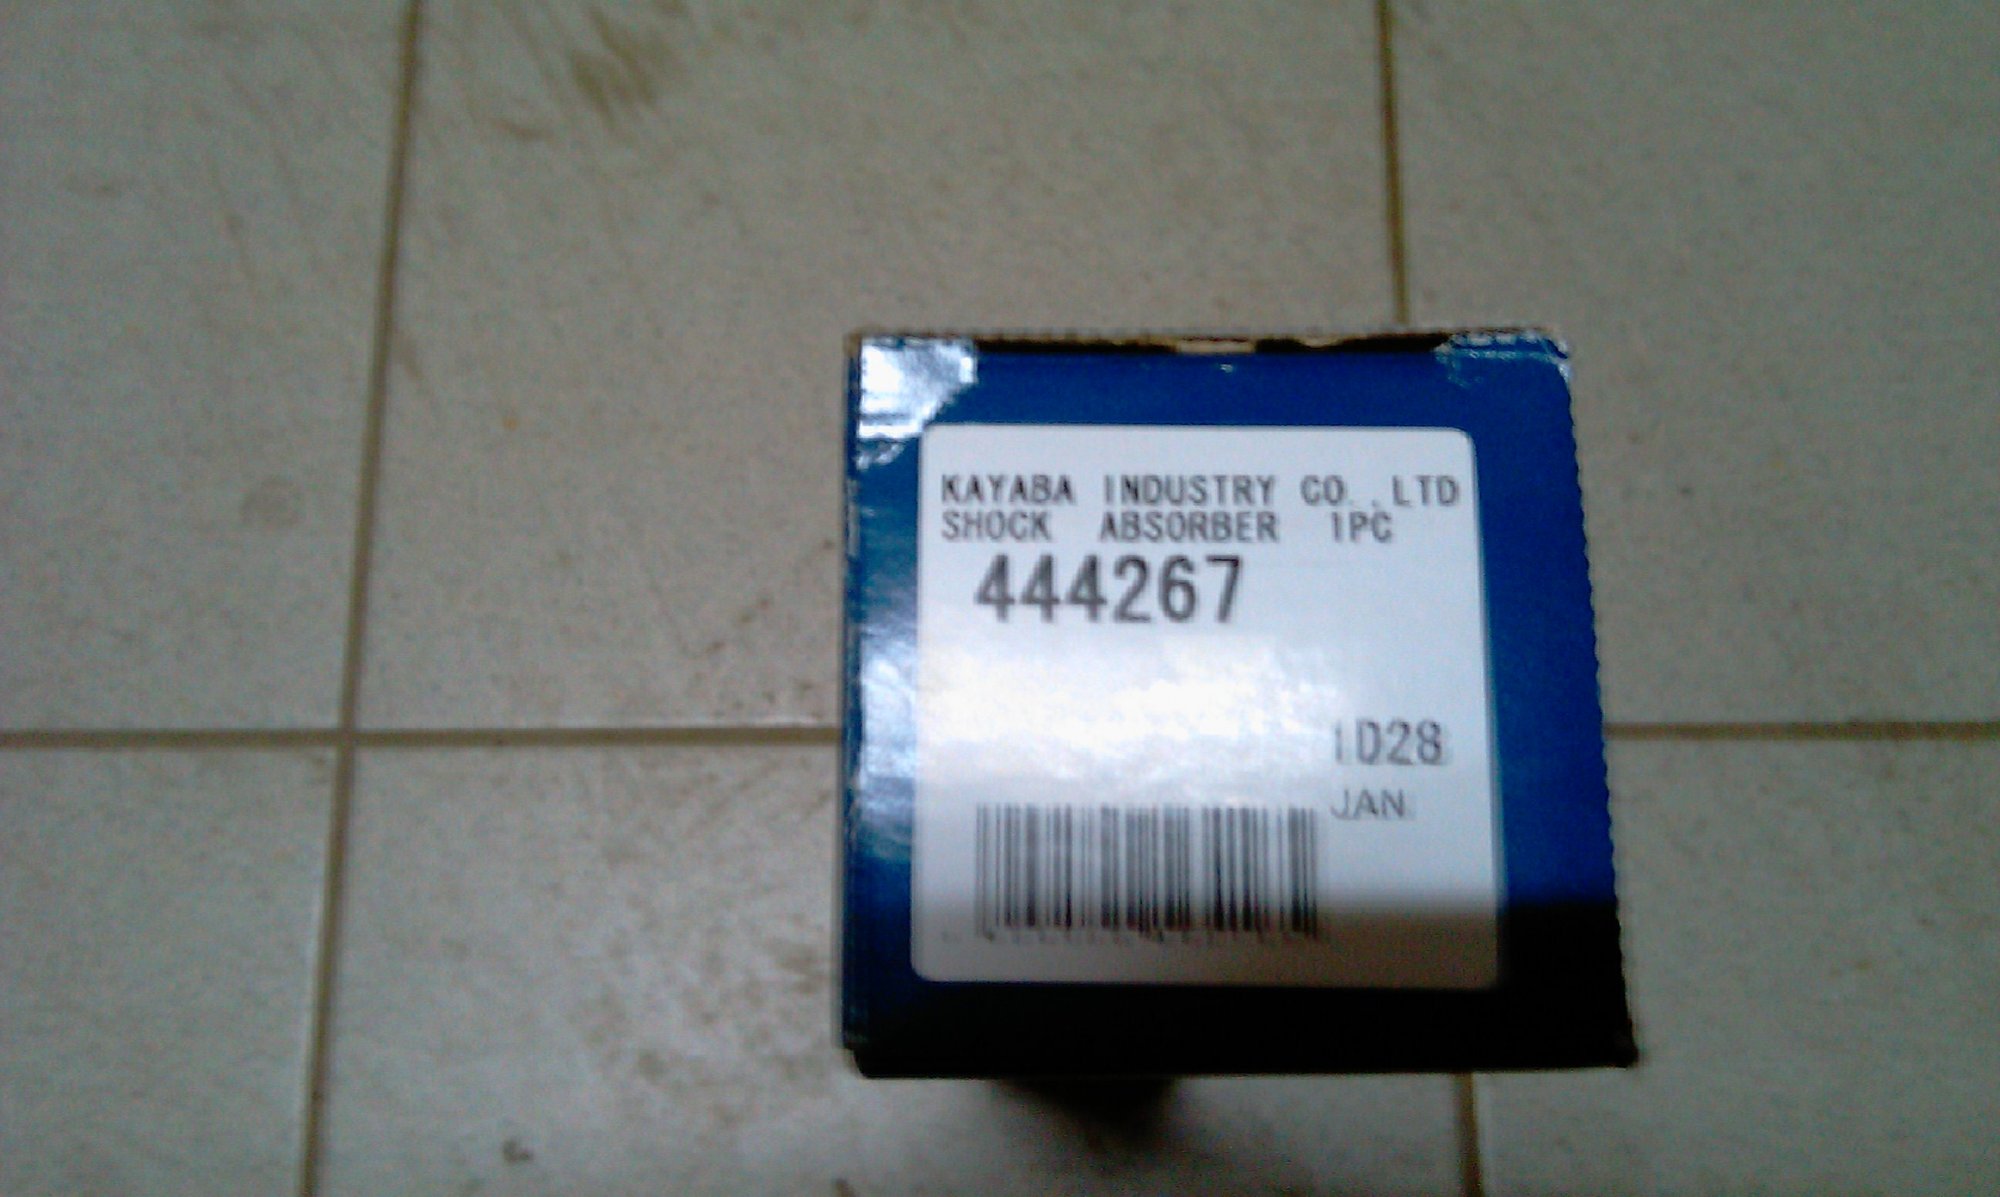 KAYABA INDUSTRY CO.,LTD
SHOCK ABSORBER 1PC
444267
1D28
JAN